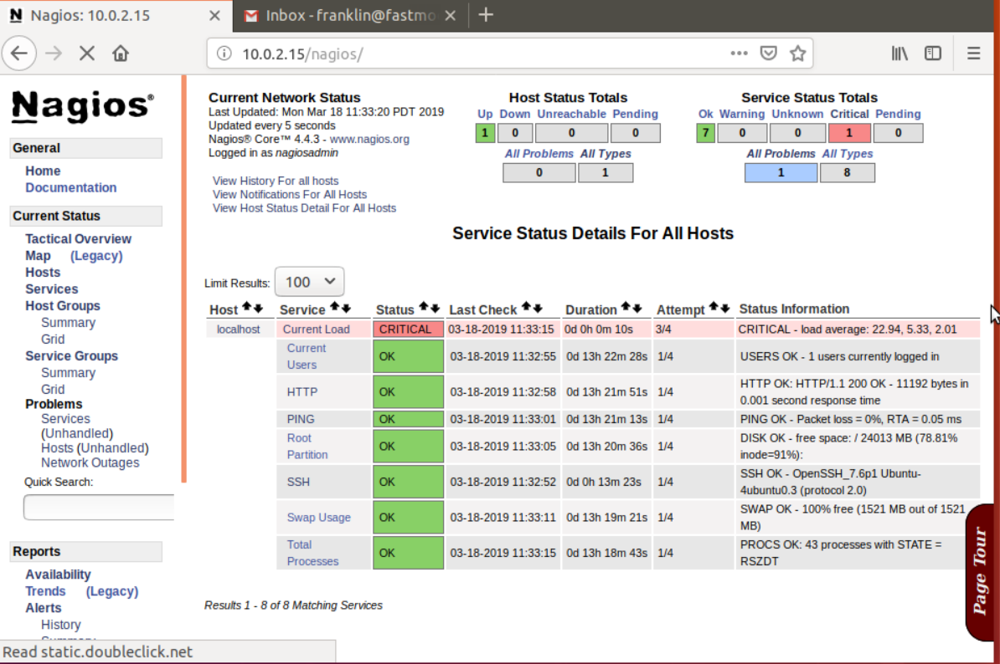 Nagios: 10.0.2.15
Inbox - franklin@fastmo
10.0.2.15/nagios/
Nagios®
General
Home
Documentation
Current Status
Tactical Overview
Map (Legacy)
Hosts
Services
Host Groups
Summary
Grid
Service Groups
Summary
Grid
Problems
Services
(Unhandled)
Hosts (Unhandled)
Network Outages
Quick Search:
Reports
Availability
Trends (Legacy)
Alerts
History
Current Network Status
Last Updated: Mon Mar 18 11:33:20 PDT 2019
Updated every 5 seconds
Nagios® Core™ 4.4.3 - www.nagios.org
Logged in as nagiosadmin
View History For all hosts
View Notifications For All Hosts
View Host Status Detail For All Hosts
Host Status Totals
Up Down Unreachable Pending
1 0 0 0
All Problems All Types
0 1
Service Status Totals
Ok Warning Unknown Critical Pending
7 0 0 1 0
All Problems All Types
1 8
Service Status Details For All Hosts
Limit Results: 100
Host Service Status Last Check Duration Attempt Status Information
localhost Current Load CRITICAL 03-18-2019 11:33:15 0d 0h 0m 10s 3/4 CRITICAL - load average: 22.94, 5.33, 2.01
Current
Users OK 03-18-2019 11:32:55 0d 13h 22m 28s 1/4 USERS OK - 1 users currently logged in
HTTP OK 03-18-2019 11:32:58 0d 13h 21m 51s 1/4 HTTP OK: HTTP/1.1 200 OK - 11192 bytes in
0.001 second response time
PING OK 03-18-2019 11:33:01 0d 13h 21m 13s 1/4 PING OK - Packet loss = 0%, RTA = 0.05 ms
Root
Partition OK 03-18-2019 11:33:05 0d 13h 20m 36s 1/4 DISK OK - free space: / 24013 MB (78.81%
inode=91%):
SSH OK 03-18-2019 11:32:52 0d 0h 13m 23s 1/4 SSH OK - OpenSSH_7.6p1 Ubuntu-
4ubuntu0.3 (protocol 2.0)
Swap Usage OK 03-18-2019 11:33:11 0d 13h 19m 21s 1/4 SWAP OK - 100% free (1521 MB out of 1521
MB)
Total
Processes OK 03-18-2019 11:33:15 0d 13h 18m 43s 1/4 PROCS OK: 43 processes with STATE =
RSZDT
Results 1 - 8 of 8 Matching Services
Page Tour
Read static.doubleclick.net